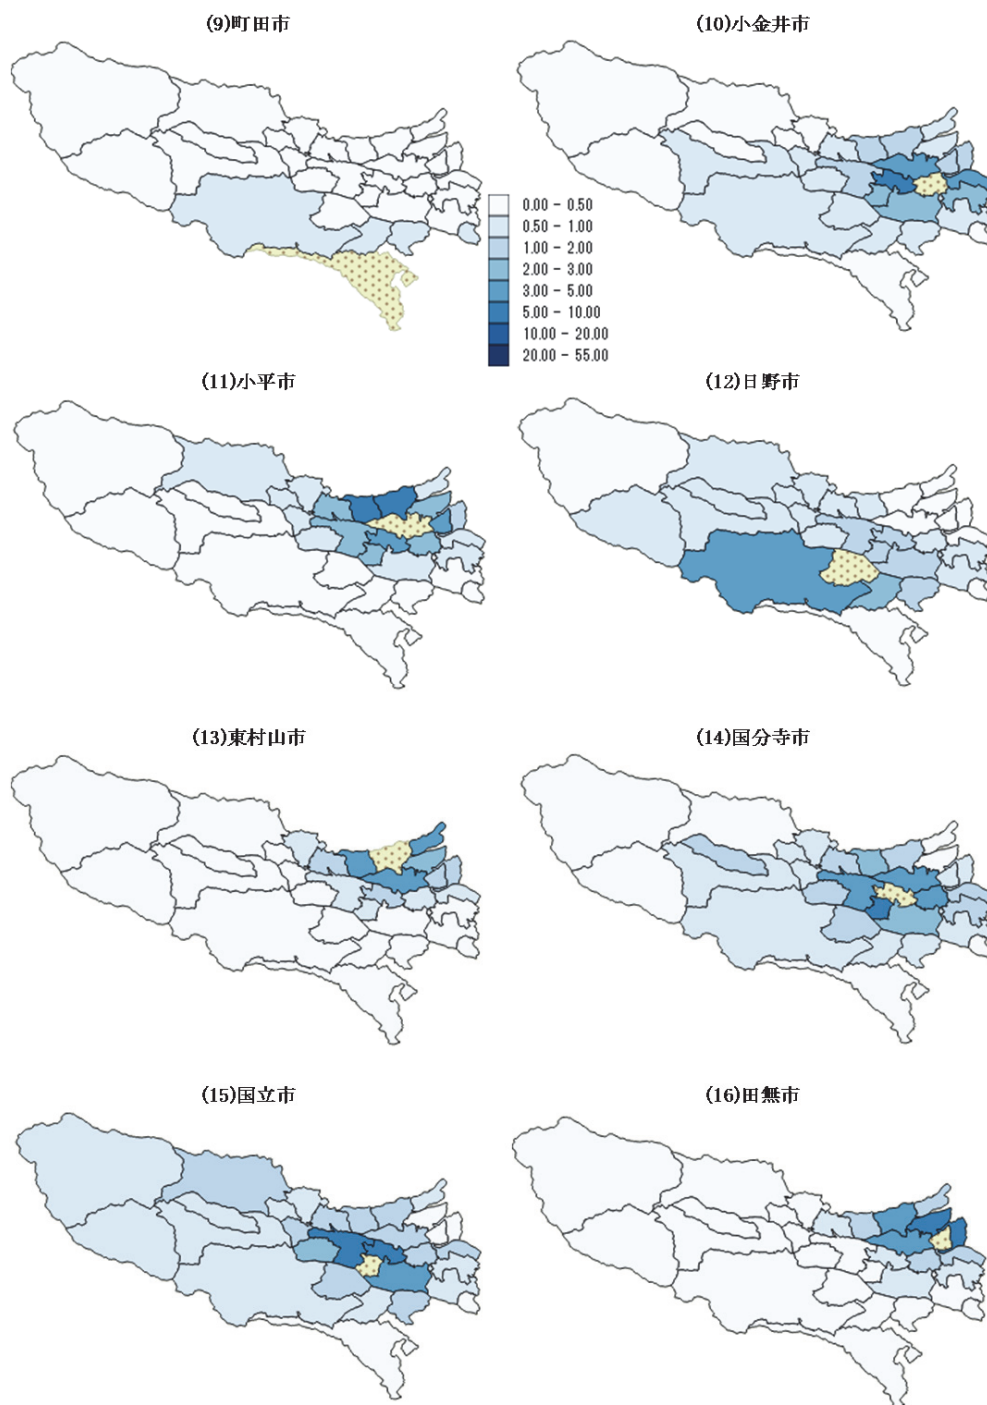 (9)町田市
(10)小金井市
0.00 - 0.50
0.50 - 1.00
1.00 - 2.00
2.00 - 3.00
3.00 - 5.00
5.00 - 10.00
10.00 - 20.00
20.00 - 55.00
(11)小平市
(12)日野市
(13)東村山市
(14)国分寺市
(15)国立市
(16)田無市